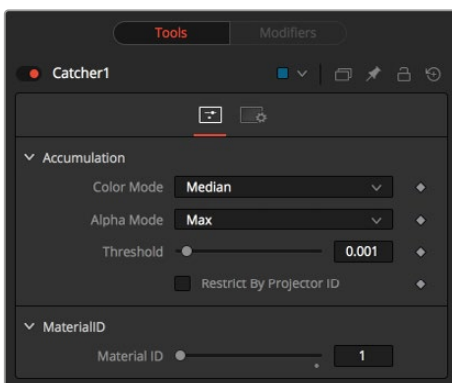 Tools Modifiers
Catcher1
Accumulation
Color Mode Median
Alpha Mode Max
Threshold 0.001
Restrict By Projector ID
MaterialID
Material ID 1